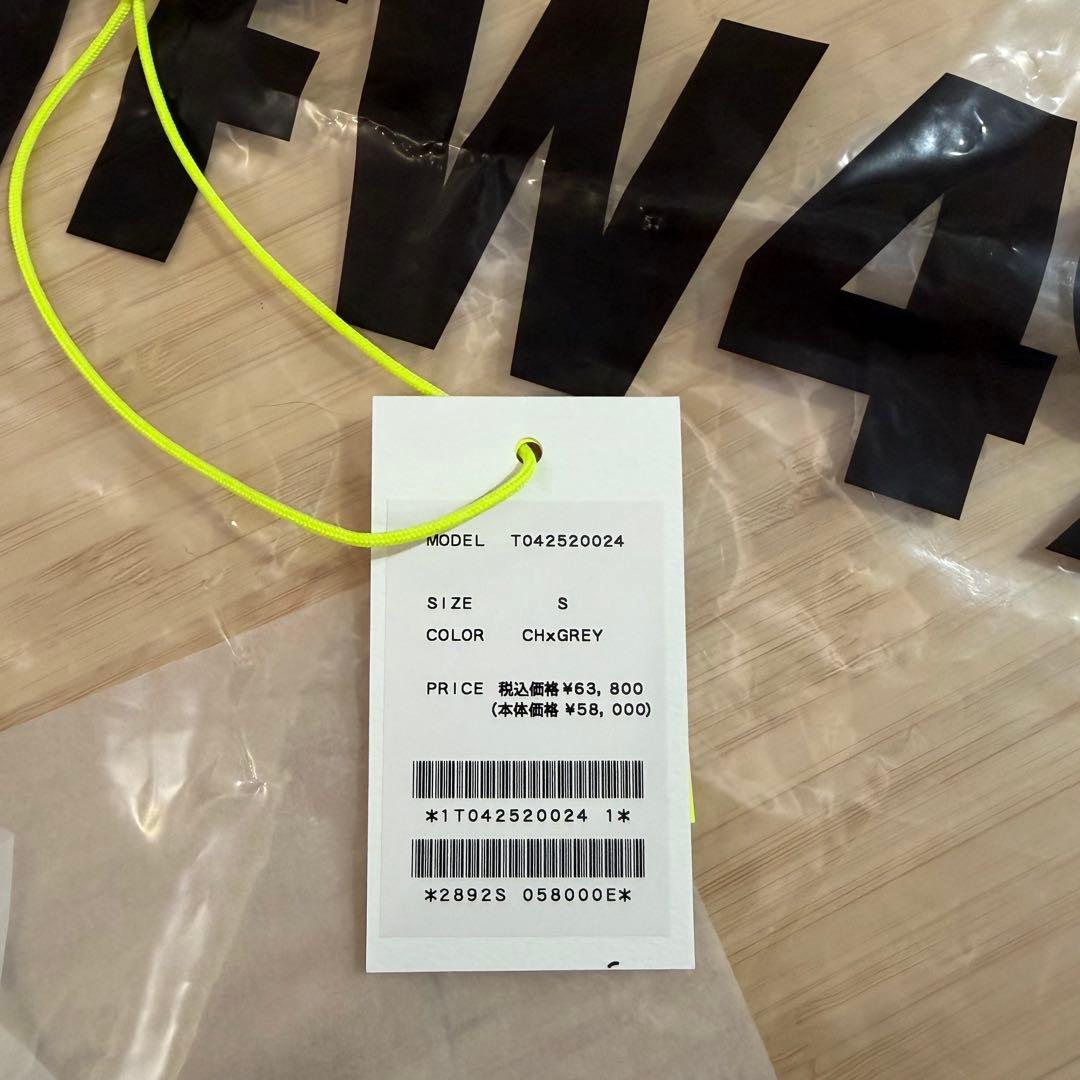 FW4
MODEL T042520024
SIZE S
COLOR CHxGREY
PRICE 税込価格 ¥63,800
(本体価格 ¥58,000)
*1T042520024 1*
*2892S 058000E*